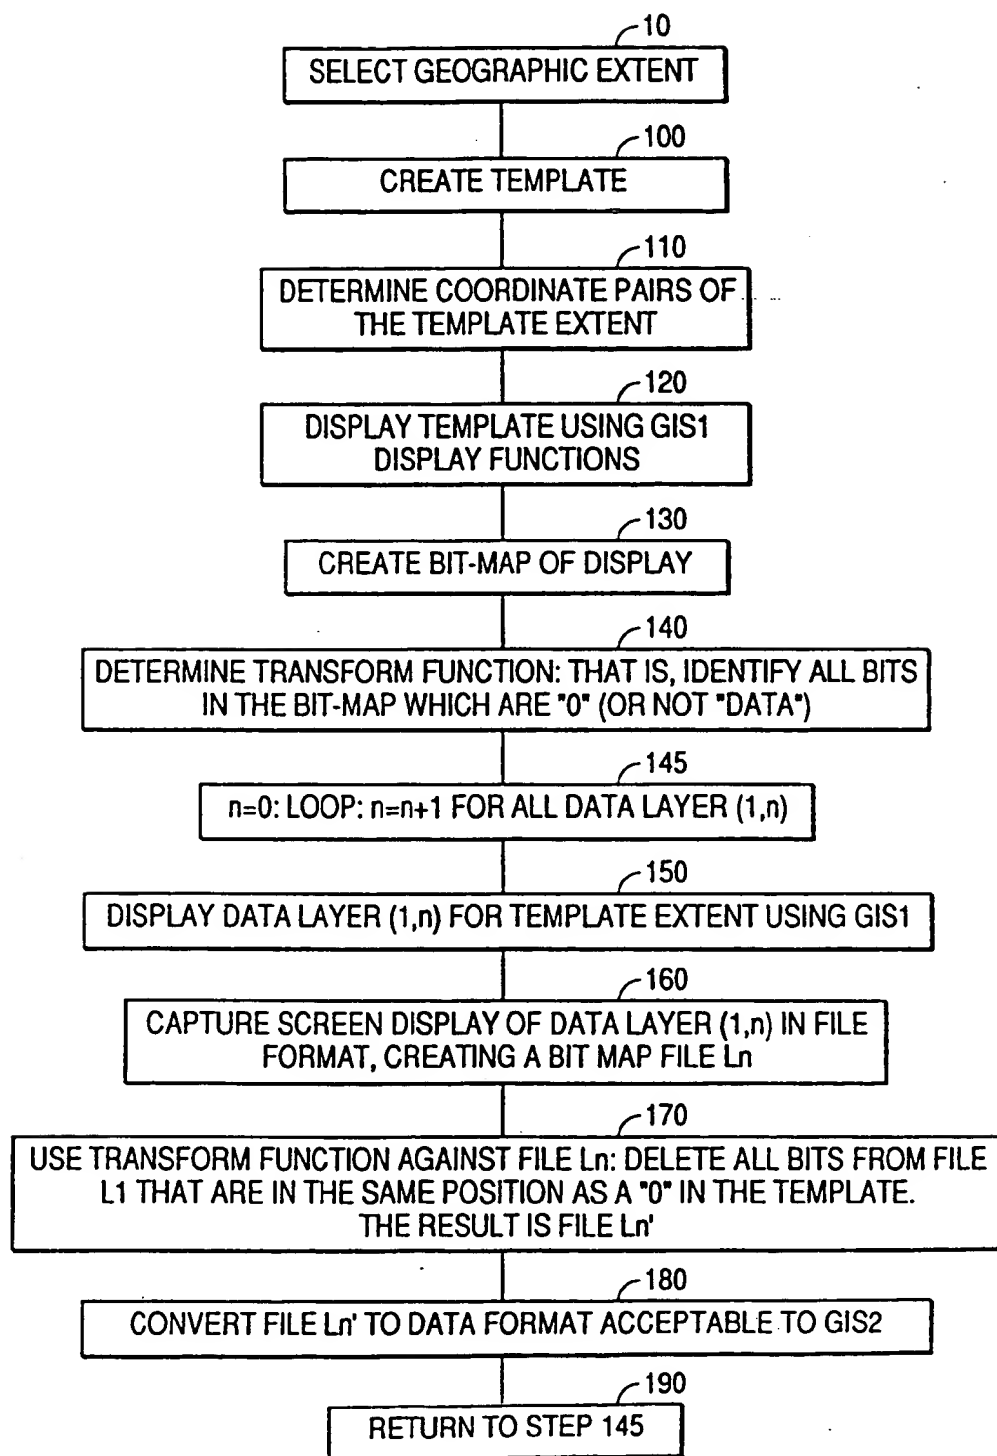 10
SELECT GEOGRAPHIC EXTENT
100
CREATE TEMPLATE
110
DETERMINE COORDINATE PAIRS OF
THE TEMPLATE EXTENT
120
DISPLAY TEMPLATE USING GIS1
DISPLAY FUNCTIONS
130
CREATE BIT-MAP OF DISPLAY
140
DETERMINE TRANSFORM FUNCTION: THAT IS, IDENTIFY ALL BITS
IN THE BIT-MAP WHICH ARE "0" (OR NOT "DATA")
145
n=0: LOOP: n=n+1 FOR ALL DATA LAYER (1,n)
150
DISPLAY DATA LAYER (1,n) FOR TEMPLATE EXTENT USING GIS1
160
CAPTURE SCREEN DISPLAY OF DATA LAYER (1,n) IN FILE
FORMAT, CREATING A BIT MAP FILE Ln
170
USE TRANSFORM FUNCTION AGAINST FILE Ln: DELETE ALL BITS FROM FILE
L1 THAT ARE IN THE SAME POSITION AS A "0" IN THE TEMPLATE.
THE RESULT IS FILE Ln'
180
CONVERT FILE Ln' TO DATA FORMAT ACCEPTABLE TO GIS2
190
RETURN TO STEP 145